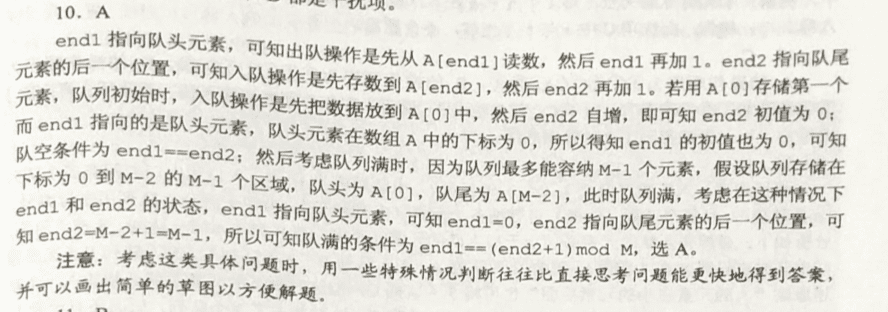 都是干扰项。
10. A
end1 指向队头元素，可知出队操作是先从 A[end1]读数，然后 end1 再加 1。end2 指向队尾
元素的后一个位置，可知入队操作是先存数到 A[end2]，然后 end2 再加 1。若用 A[0]存储第一个
元素，队列初始时，入队操作是先把数据放到 A[0]中，然后 end2 自增，即可知 end2 初值为 0；
而 end1 指向的是队头元素，队头元素在数组 A 中的下标为 0，所以得知 end1 的初值也为 0，可知
队空条件为 end1==end2；然后考虑队列满时，因为队列最多能容纳 M-1 个元素，假设队列存储在
下标为 0 到 M-2 的 M-1 个区域，队头为 A[0]，队尾为 A[M-2]，此时队列满，考虑在这种情况下
end1 和 end2 的状态，end1 指向队头元素，可知 end1=0，end2 指向队尾元素的后一个位置，可
知 end2=M-2+1=M-1，所以可知队满的条件为 end1==(end2+1)mod M，选 A。
注意：考虑这类具体问题时，用一些特殊情况判断往往比直接思考问题能更快地得到答案，
并可以画出简单的草图以方便解题。